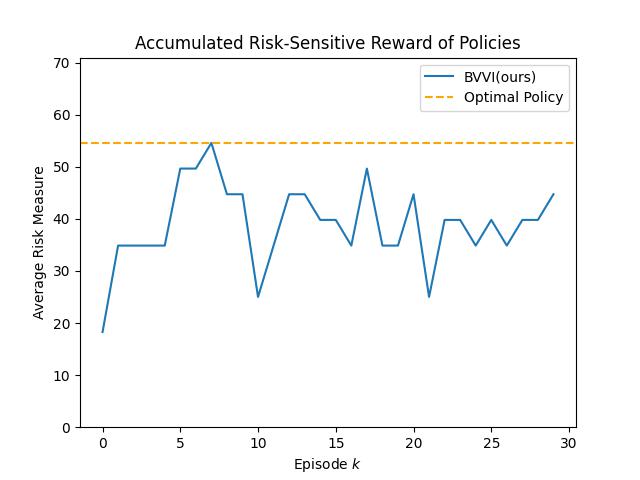 Accumulated Risk-Sensitive Reward of Policies
BVVI(ours)
Optimal Policy
Average Risk Measure
70
60
50
40
30
20
10
0
0 5 10 15 20 25 30
Episode k